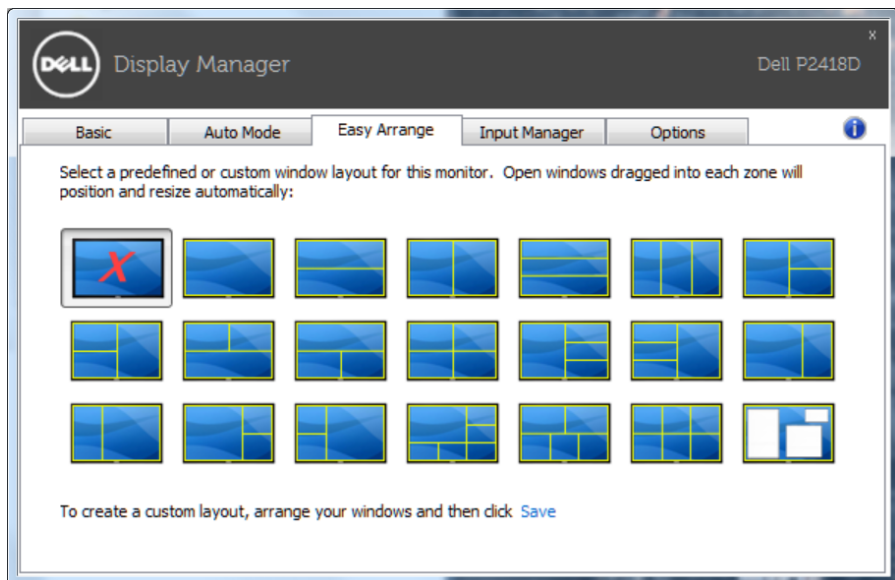 x
DELL
Display Manager
Dell P2418D
Basic
Auto Mode
Easy Arrange
Input Manager
Options
i
Select a predefined or custom window layout for this monitor.  Open windows dragged into each zone will
position and resize automatically:
X
To create a custom layout, arrange your windows and then click  Save